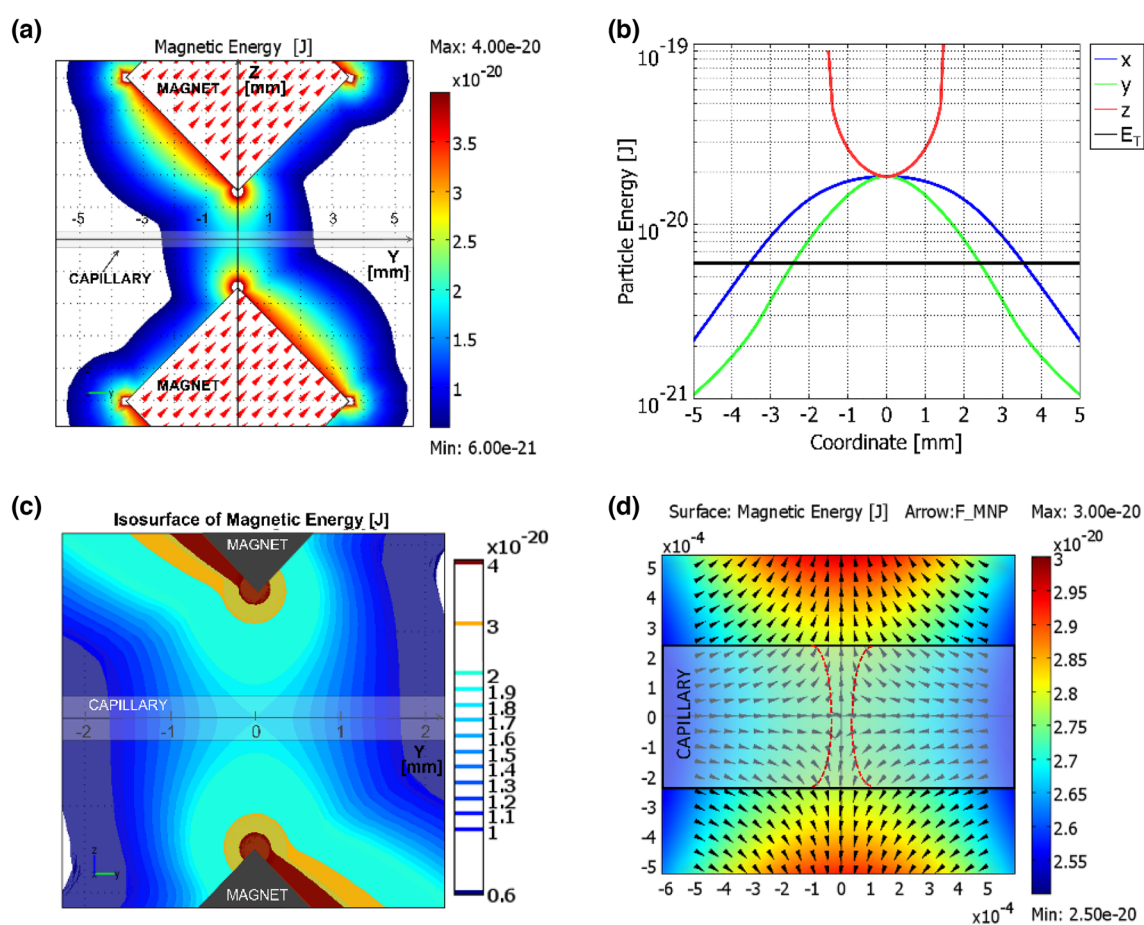 (a)
Magnetic Energy [J]
Max: 4.00e-20
×10⁻²⁰
Z
[mm]
MAGNET
3.5
3
2.5
2
1.5
1
-5
-3
-1
1
3
5
Y
[mm]
CAPILLARY
MAGNET
y
Min: 6.00e-21
(b)
Particle Energy [J]
10⁻¹⁹
10⁻²⁰
10⁻²¹
-5
-4
-3
-2
-1
0
1
2
3
4
5
Coordinate [mm]
x
y
z
E_T
(c)
Isosurface of Magnetic Energy [J]
×10⁻²⁰
MAGNET
4
3
2
1.9
1.8
1.7
1.6
1.5
1.4
1.3
1.2
1.1
1
0.6
CAPILLARY
-2
-1
0
1
2
Y
[mm]
z
y
MAGNET
(d)
Surface: Magnetic Energy [J] Arrow:F_MNP
Max: 3.00e-20
×10⁻⁴
×10⁻²⁰
5
4
3
2
1
0
-1
-2
-3
-4
-5
CAPILLARY
-6
-5
-4
-3
-2
-1
0
1
2
3
4
5
×10⁻⁴
3
2.95
2.9
2.85
2.8
2.75
2.7
2.65
2.6
2.55
Min: 2.50e-20